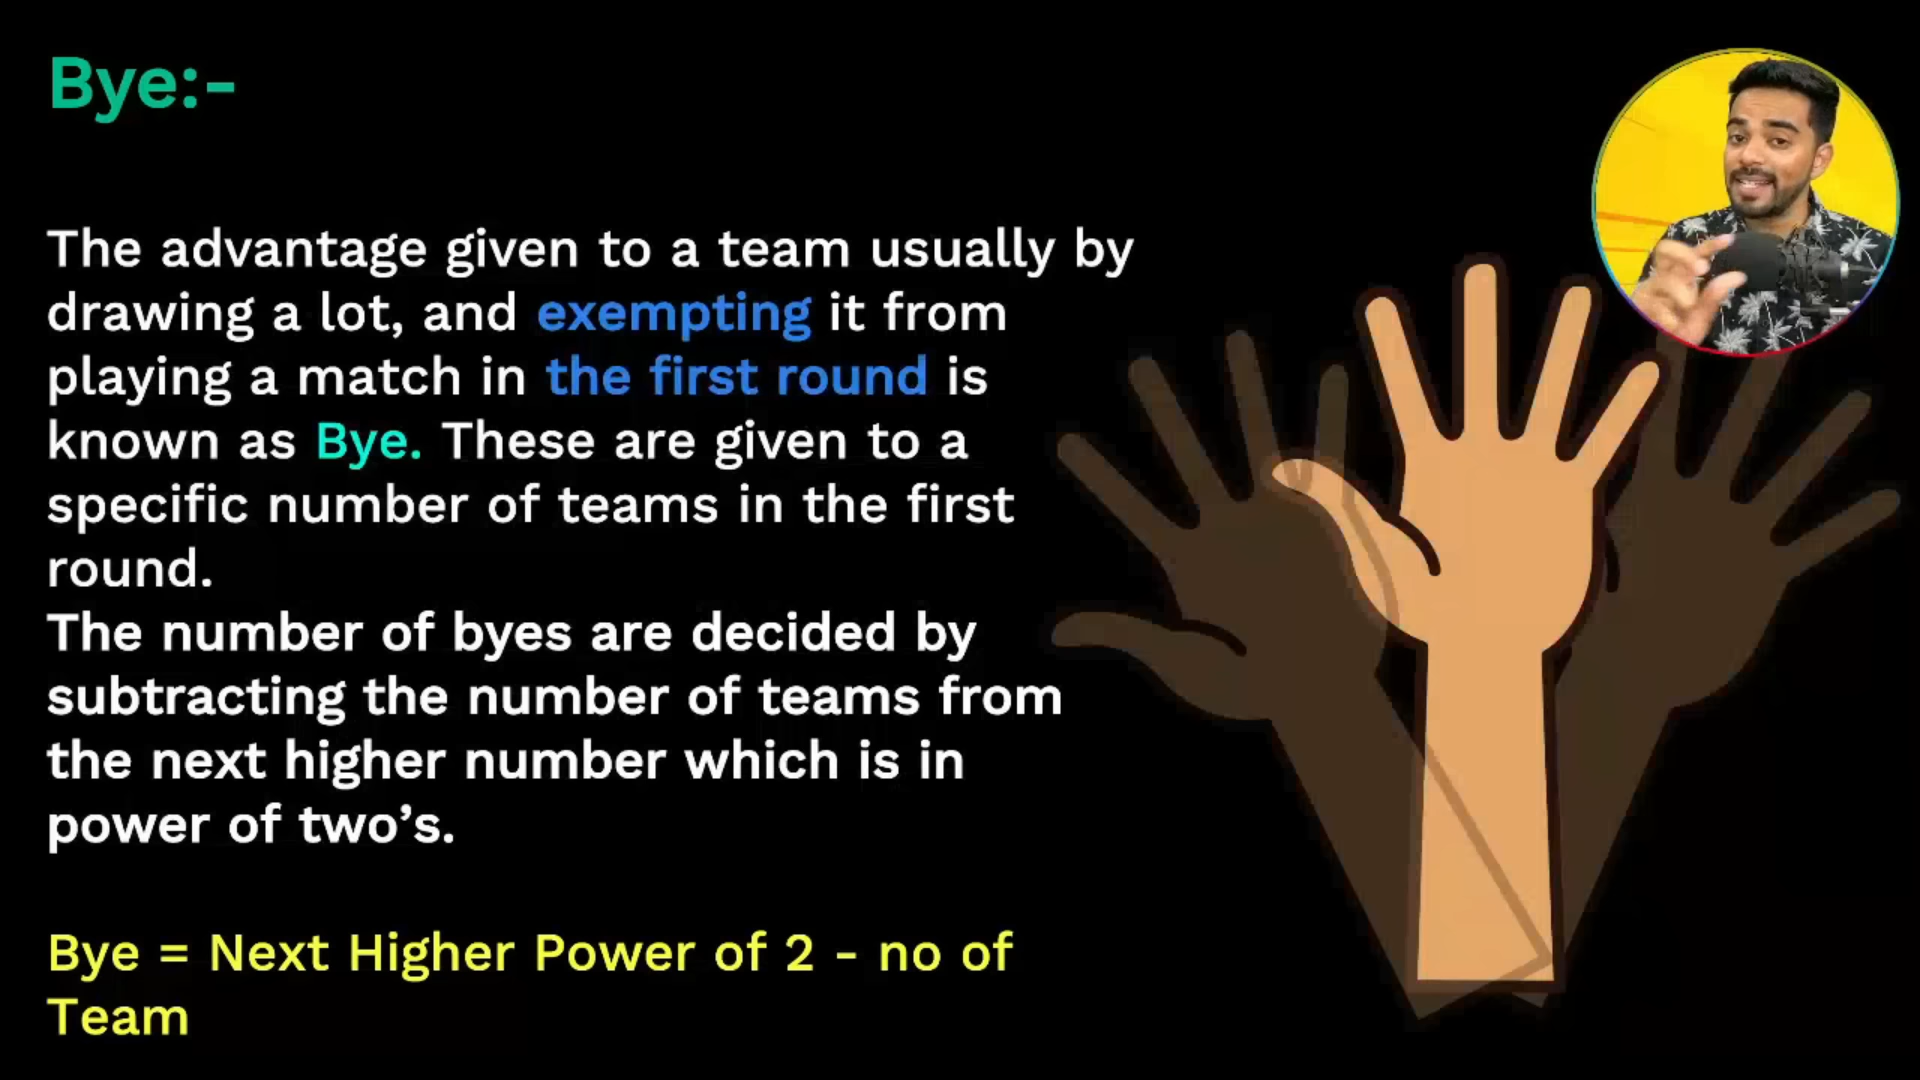 Bye:-
The advantage given to a team usually by
drawing a lot, and exempting it from
playing a match in the first round is
known as Bye. These are given to a
specific number of teams in the first
round.
The number of byes are decided by
subtracting the number of teams from
the next higher number which is in
power of two’s.
Bye = Next Higher Power of 2 - no of
Team